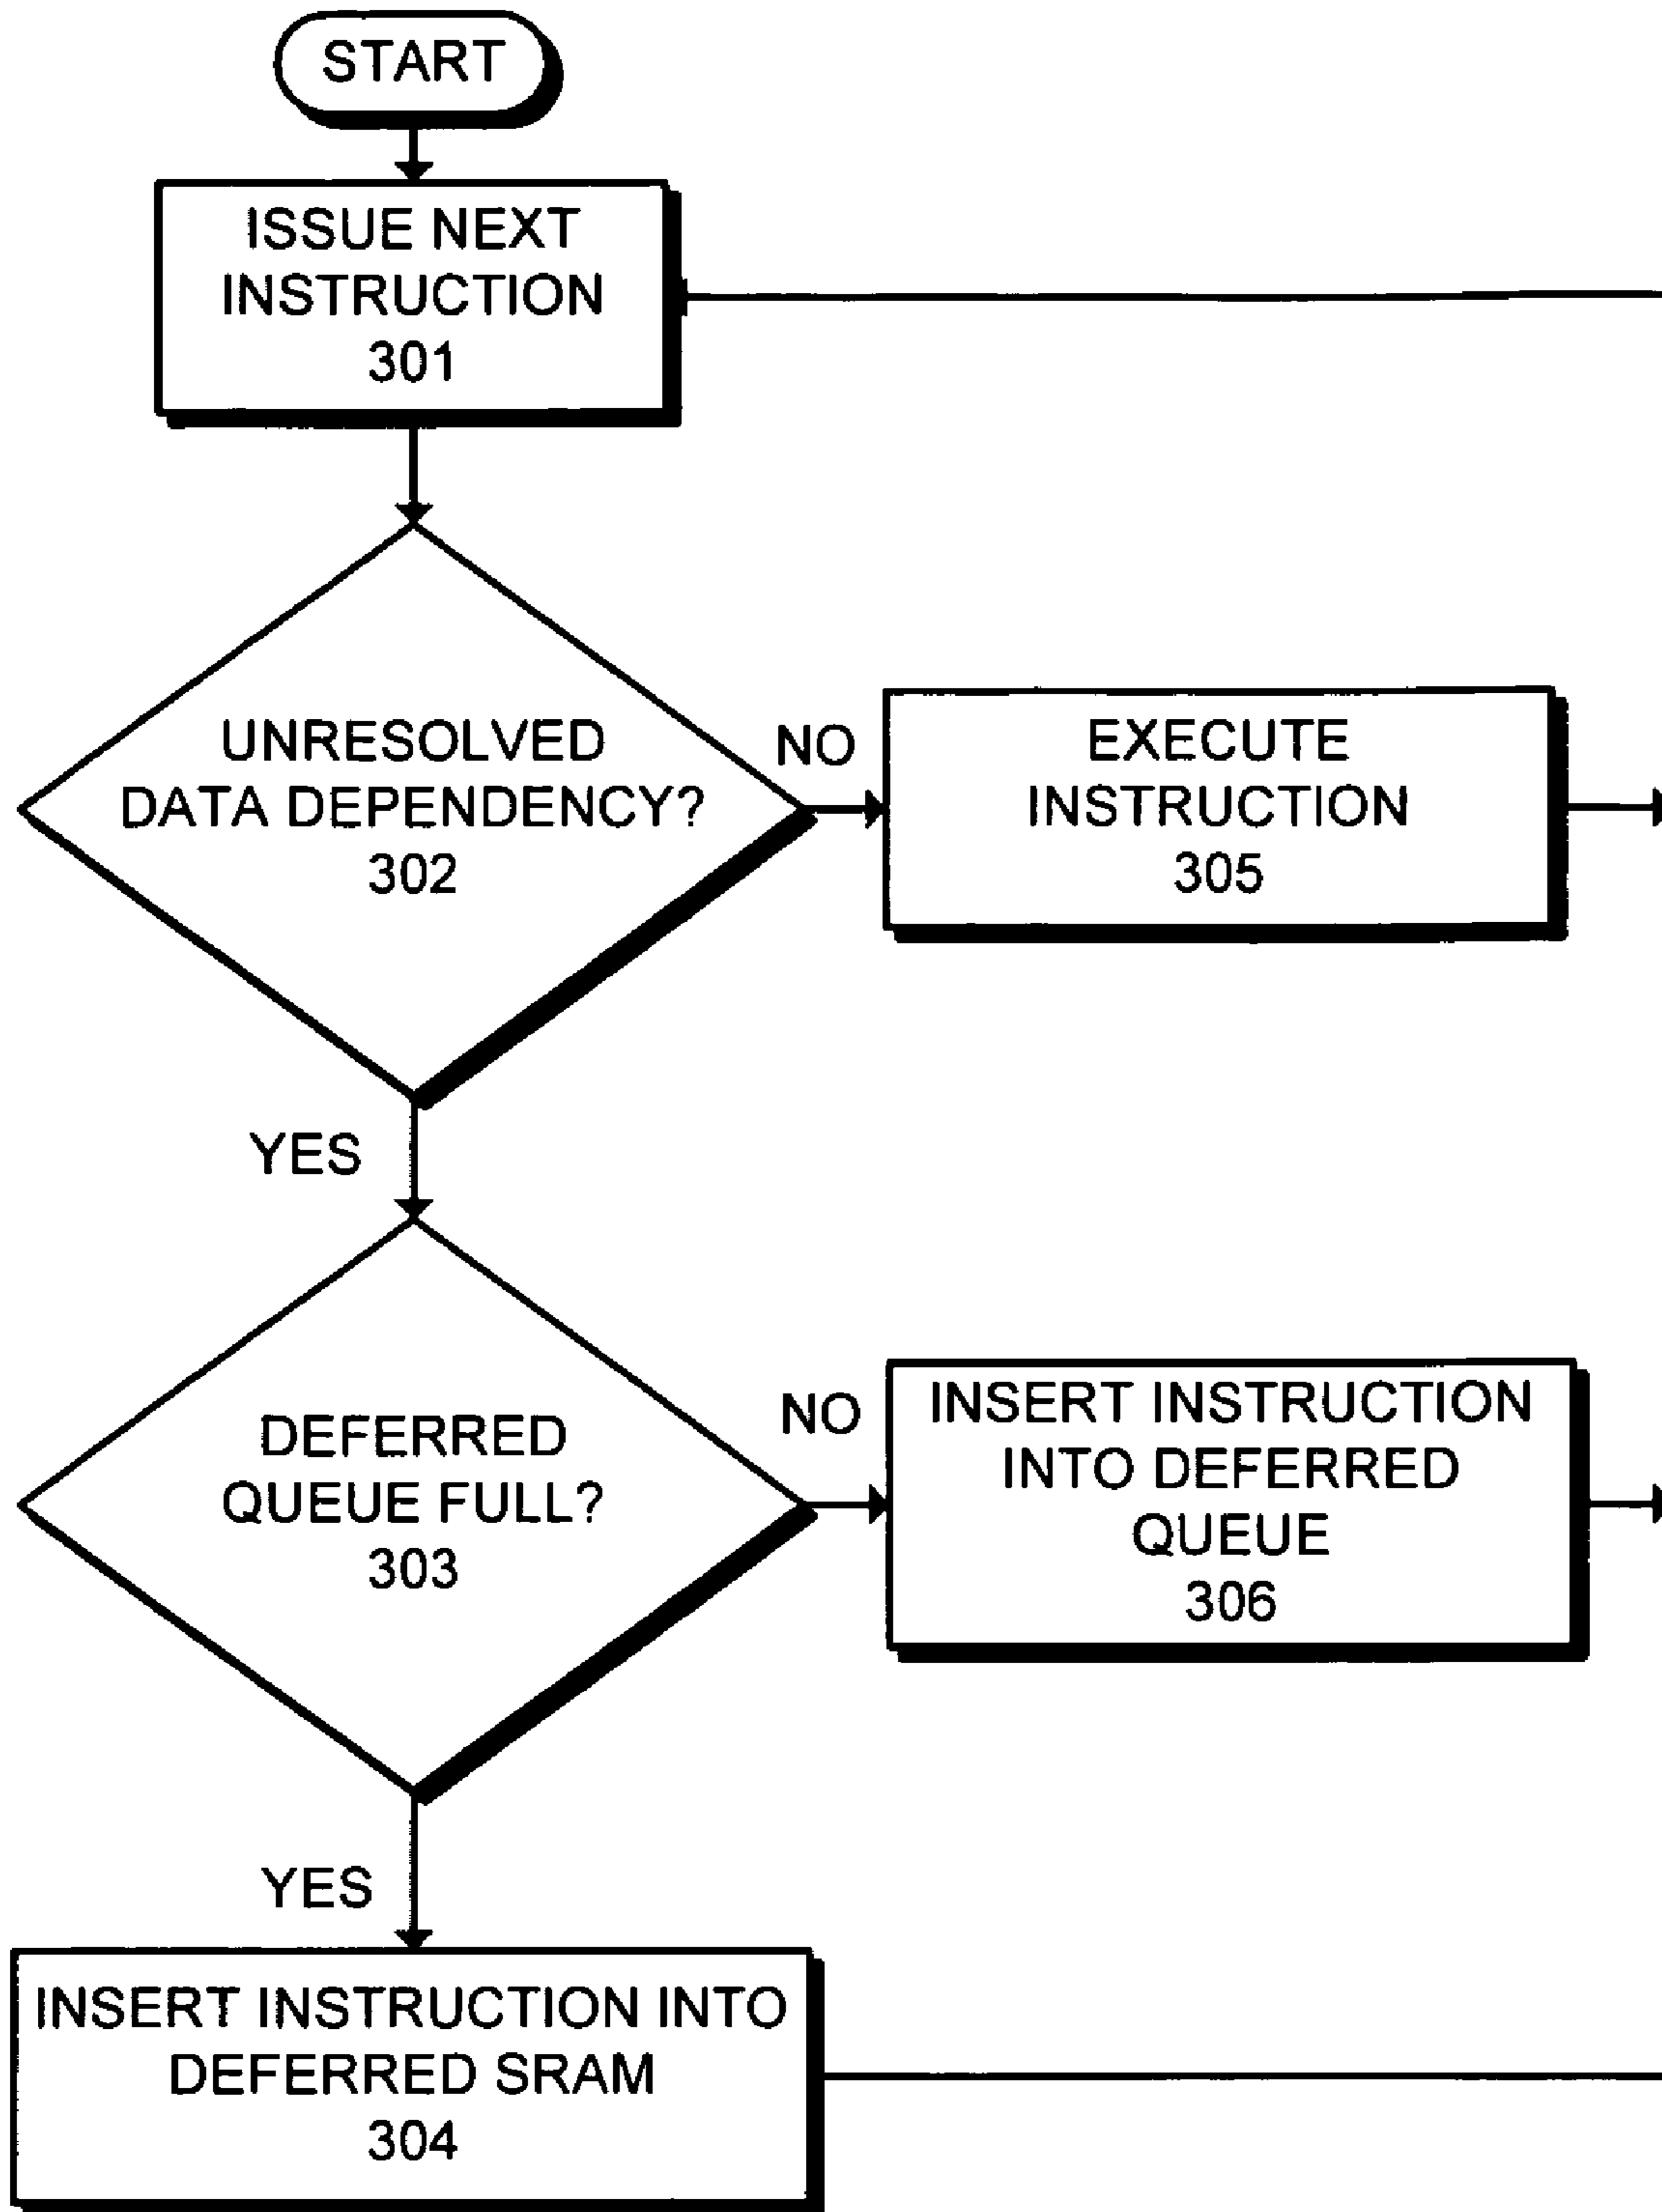 START
ISSUE NEXT
INSTRUCTION
301
UNRESOLVED
DATA DEPENDENCY?
302
NO
EXECUTE
INSTRUCTION
305
YES
DEFERRED
QUEUE FULL?
303
NO
INSERT INSTRUCTION
INTO DEFERRED
QUEUE
306
YES
INSERT INSTRUCTION INTO
DEFERRED SRAM
304